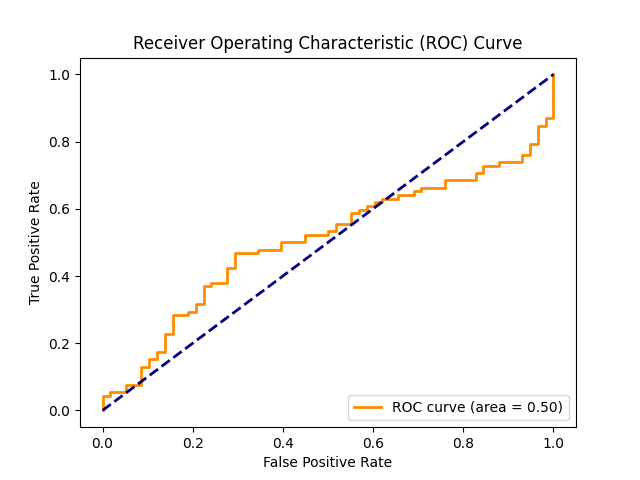 Receiver Operating Characteristic (ROC) Curve
True Positive Rate
1.0
0.8
0.6
0.4
0.2
0.0
0.0 0.2 0.4 0.6 0.8 1.0
False Positive Rate
ROC curve (area = 0.50)